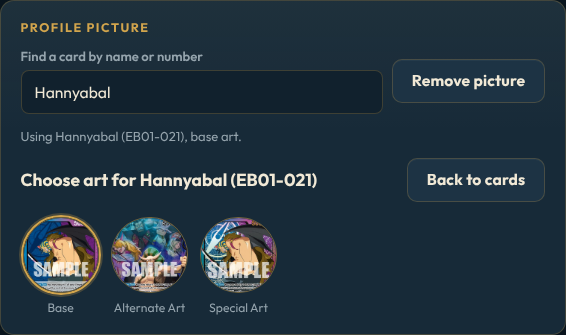 PROFILE PICTURE
Find a card by name or number
Hannyabal
Remove picture
Using Hannyabal (EB01-021), base art.
Choose art for Hannyabal (EB01-021)
Back to cards
SAMPLE
SAMPLE
SAMPLE
Base
Alternate Art
Special Art